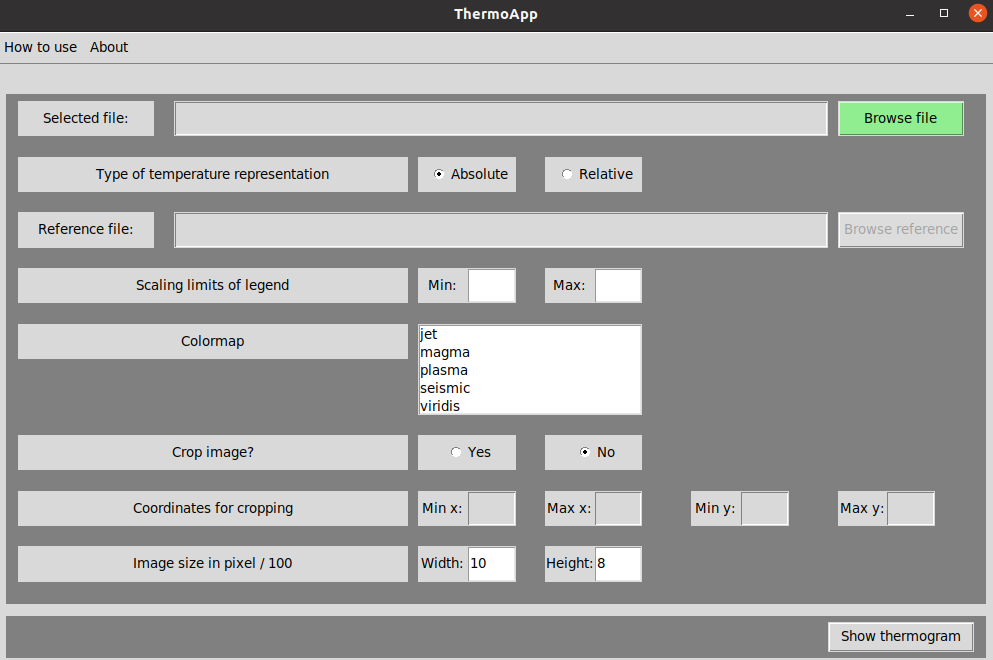 ThermoApp
How to use About
Selected file: Browse file
Type of temperature representation Absolute Relative
Reference file: Browse reference
Scaling limits of legend Min: Max:
Colormap jet
magma
plasma
seismic
viridis
Crop image? Yes No
Coordinates for cropping Min x: Max x: Min y: Max y:
Image size in pixel / 100 Width: 10 Height: 8
Show thermogram